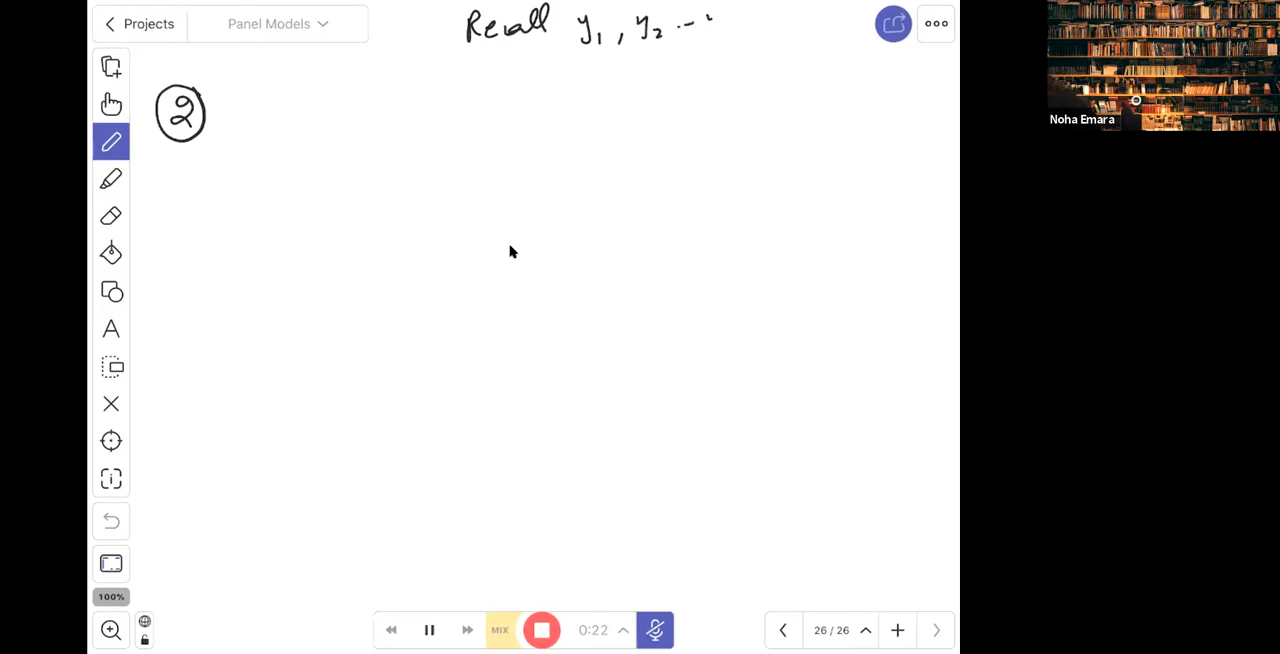 Projects
Panel Models
Recall y₁, y₂ ...
②
Noha Emara
A
100%
MIX
0:22
26 / 26